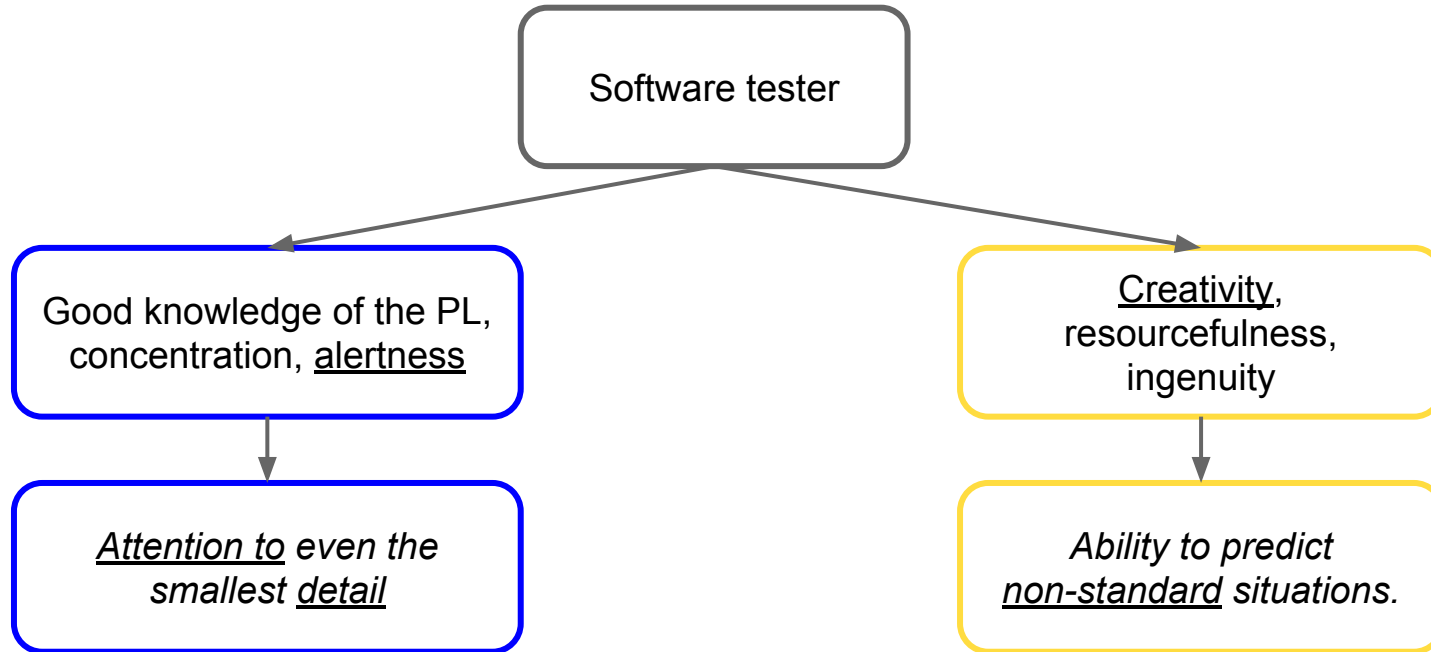 Software tester
Good knowledge of the PL,
concentration, alertness
Creativity,
resourcefulness,
ingenuity
Attention to even the
smallest detail
Ability to predict
non-standard situations.